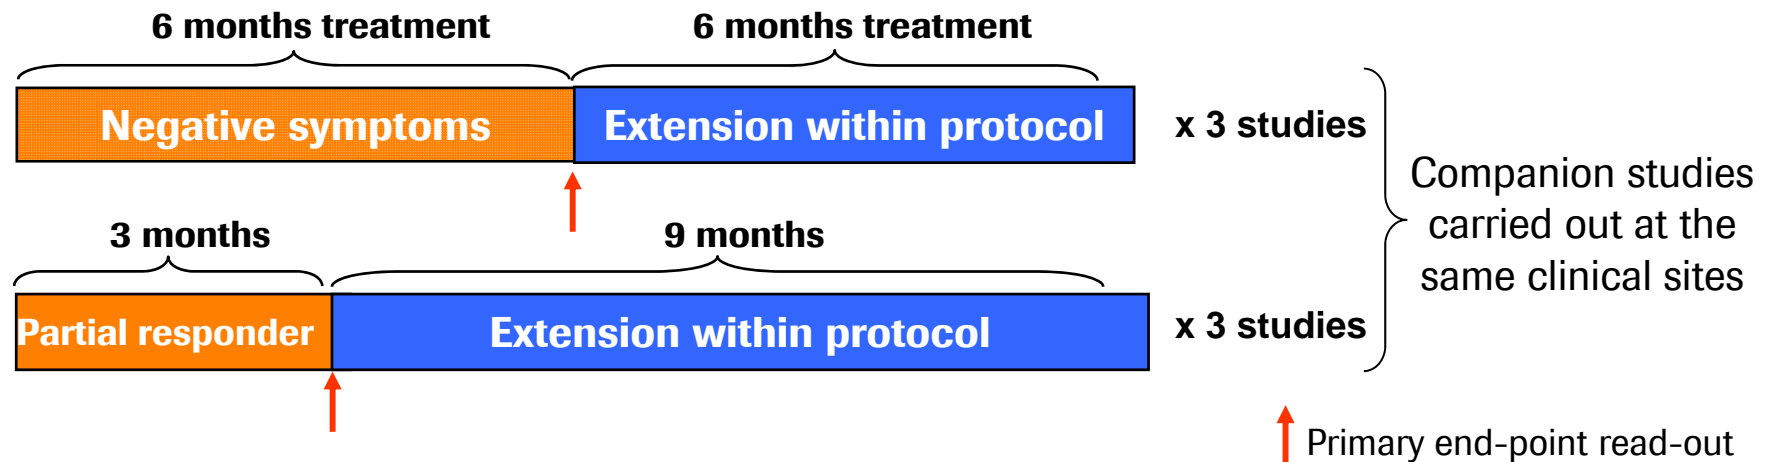 6 months treatment
6 months treatment
Negative symptoms
Extension within protocol
x 3 studies
3 months
9 months
Partial responder
Extension within protocol
x 3 studies
Companion studies
carried out at the
same clinical sites
Primary end-point read-out